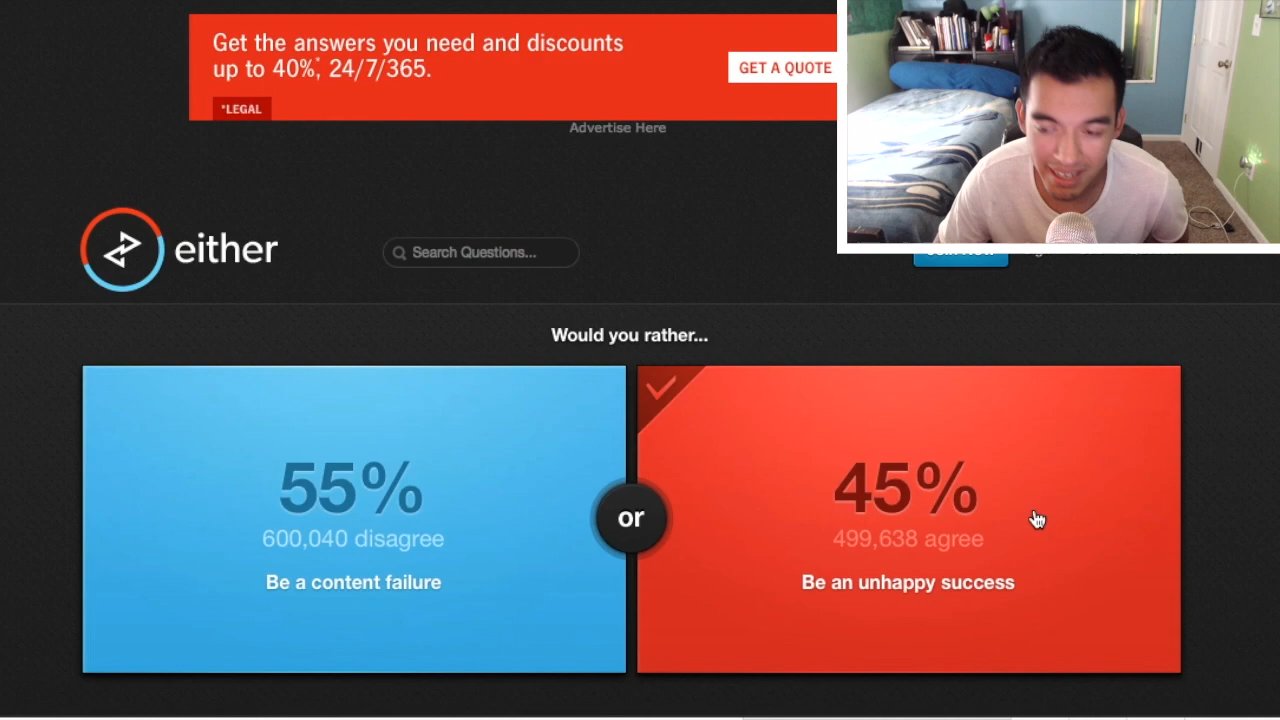 Get the answers you need and discounts
up to 40%,* 24/7/365.
GET A QUOTE
*LEGAL
Advertise Here
either
Search Questions...
Would you rather...
55%
600,040 disagree
Be a content failure
or
45%
499,638 agree
Be an unhappy success